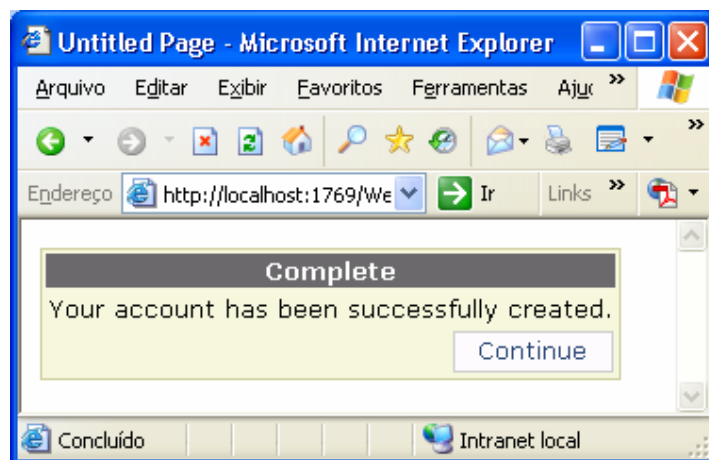 Untitled Page - Microsoft Internet Explorer
Arquivo Editar Exibir Favoritos Ferramentas Aju »
»
Endereço http://localhost:1769/We Ir Links »
Complete
Your account has been successfully created.
Continue
Concluído Intranet local